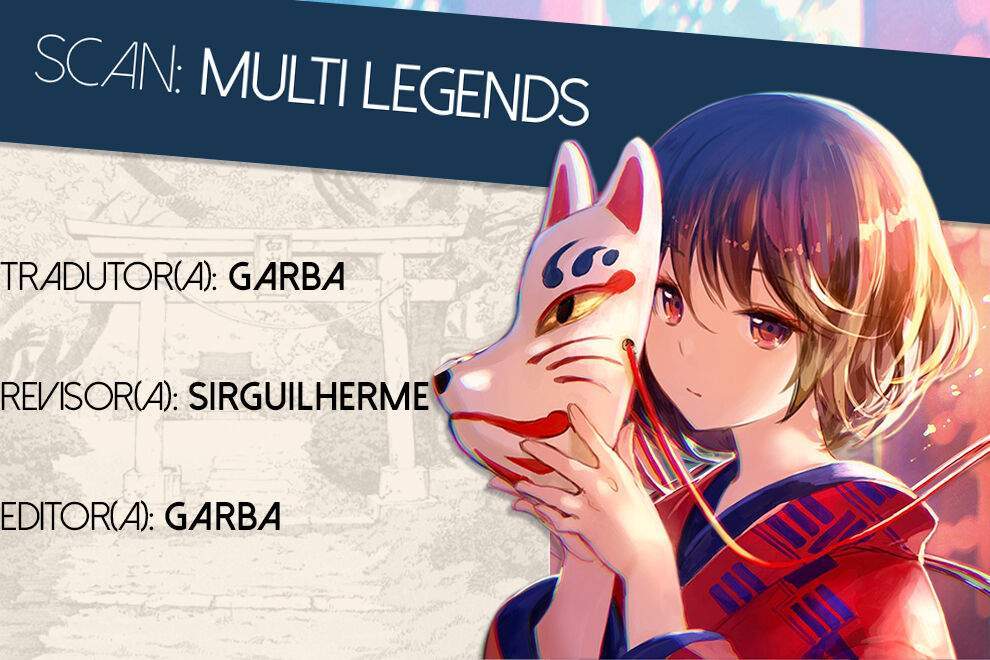 SCAN: MULTI LEGENDS
TRADUTOR(A): GARBA
REVISOR(A): SIRGUILHERME
EDITOR(A): GARBA